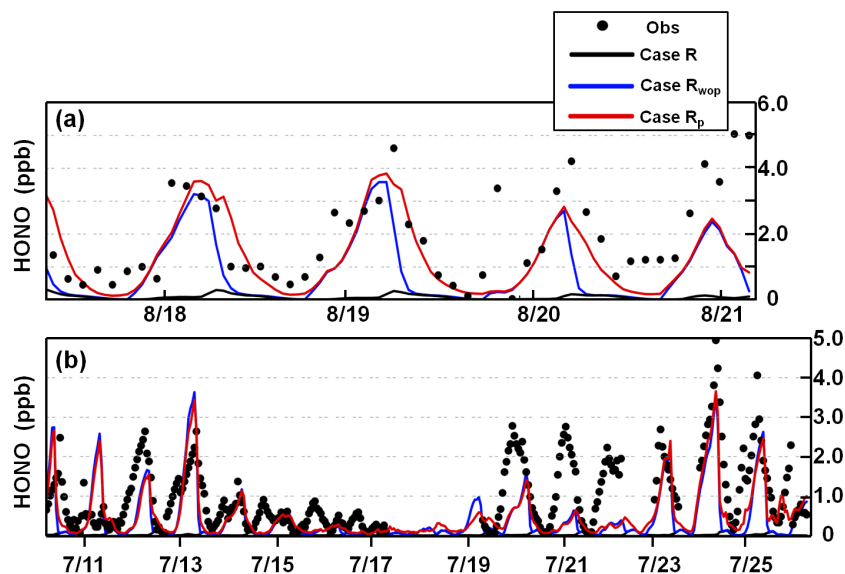 Obs
Case R
Case Rwop
Case Rp
(a)
HONO (ppb)
6.0
4.0
2.0
0
8/18 8/19 8/20 8/21
(b)
HONO (ppb)
5.0
4.0
3.0
2.0
1.0
0
7/11 7/13 7/15 7/17 7/19 7/21 7/23 7/25